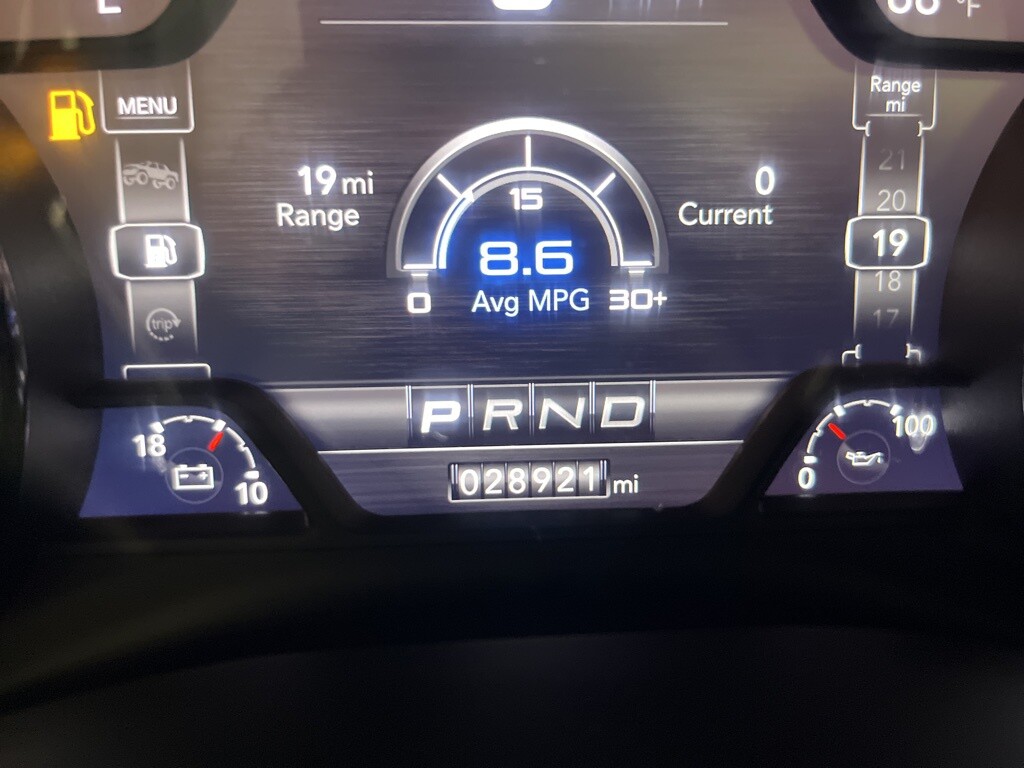 °F
MENU
Range
mi
21
20
19
18
17
19 mi
Range
0
Current
15
8.6
0
Avg MPG
30+
trip
P R N D
18
10
028921 mi
0
100